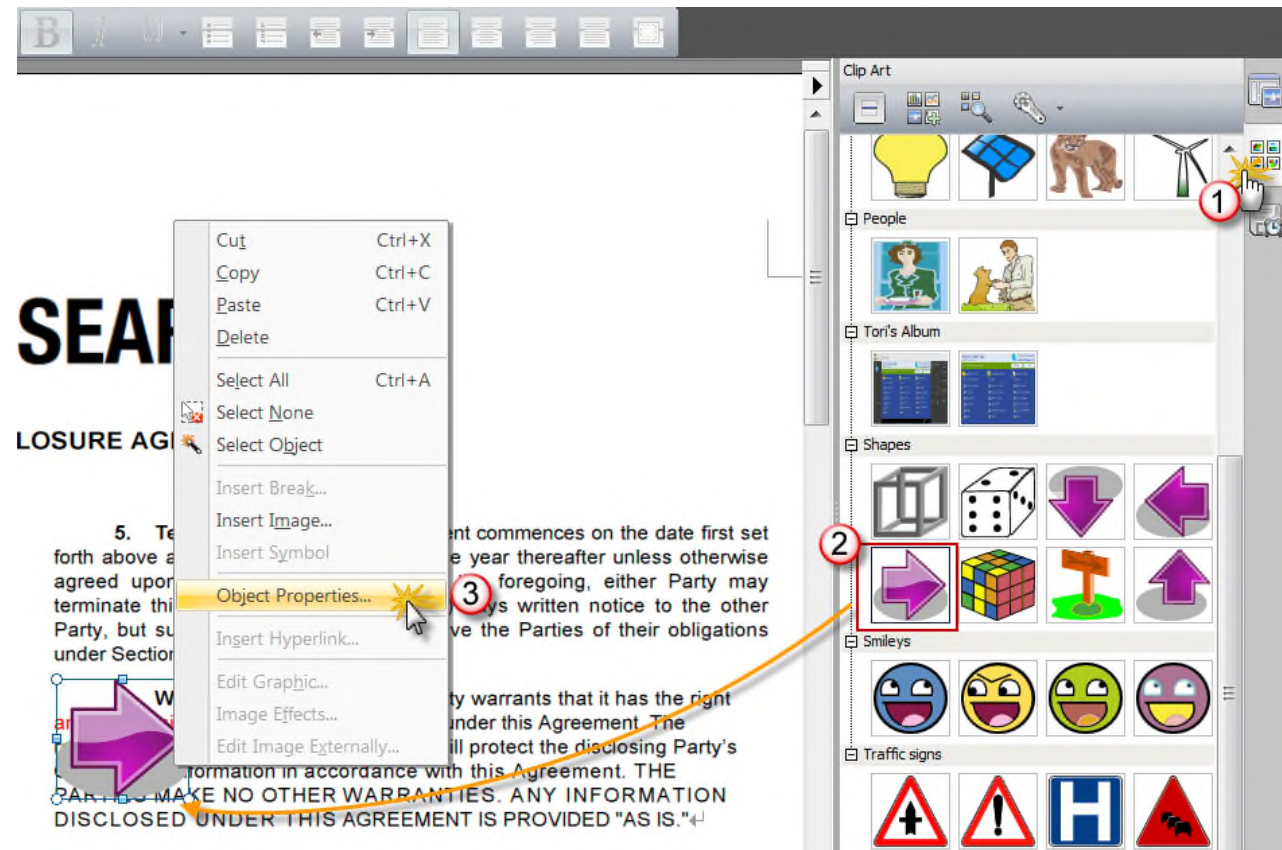 B
Clip Art
1
People
Tori's Album
Shapes
2
Smileys
Traffic signs
H
Cut Ctrl+X
Copy Ctrl+C
Paste Ctrl+V
Delete
Select All Ctrl+A
Select None
Select Object
Insert Break...
Insert Image...
Insert Symbol
Object Properties...
3
Insert Hyperlink...
Edit Graphic...
Image Effects...
Edit Image Externally...
SEA
LOSURE AG
5. Te ent commences on the date first set
forth above a e year thereafter unless otherwise
agreed upon foregoing, either Party may
terminate thi ys written notice to the other
Party, but su ve the Parties of their obligations
under Section
W ty warrants that it has the right
under this Agreement. The
ill protect the disclosing Party's
formation in accordance with this Agreement. THE
PARTIES MAKE NO OTHER WARRANTIES. ANY INFORMATION
DISCLOSED UNDER THIS AGREEMENT IS PROVIDED "AS IS."